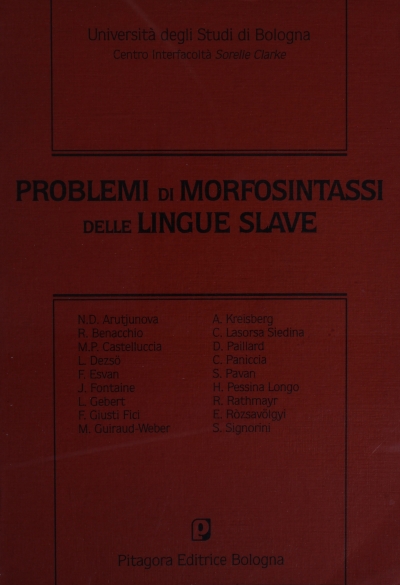 Università degli Studi di Bologna
Centro Interfacoltà Sorelle Clarke
PROBLEMI DI MORFOSINTASSI
DELLE LINGUE SLAVE
N.D. Arutjunova
R. Benacchio
M.P. Castelluccia
L. Dezsö
F. Esvan
J. Fontaine
L. Gebert
F. Giusti Fici
M. Guiraud-Weber
A. Kreisberg
C. Lasorsa Siedina
D. Paillard
C. Paniccia
S. Pavan
H. Pessina Longo
R. Rathmayr
E. Ròzsavölgyi
S. Signorini
Pitagora Editrice Bologna